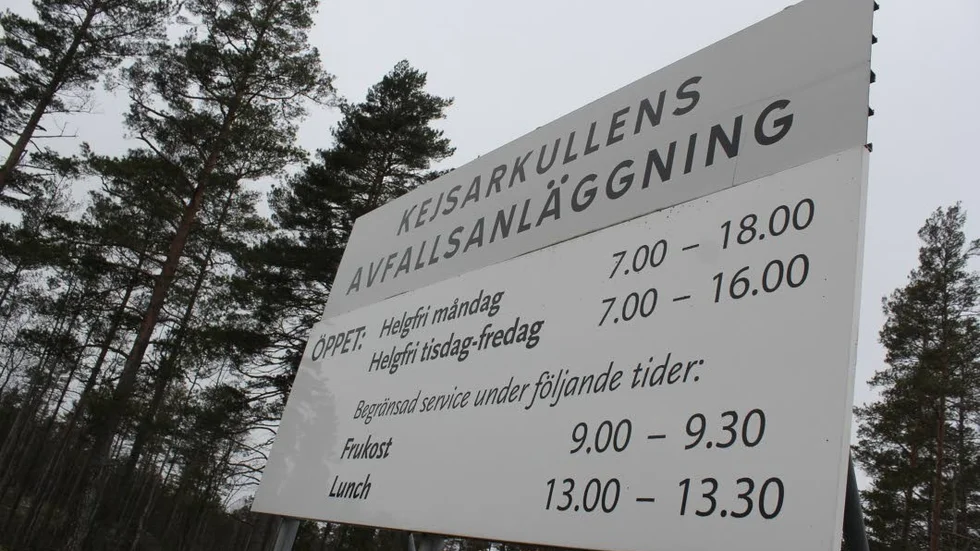 KEJSARKULLENS
AVFALLSANLÄGGNING
ÖPPET: Helgfri måndag 7.00 – 18.00
Helgfri tisdag-fredag 7.00 – 16.00
Begränsad service under följande tider:
Frukost 9.00 – 9.30
Lunch 13.00 – 13.30